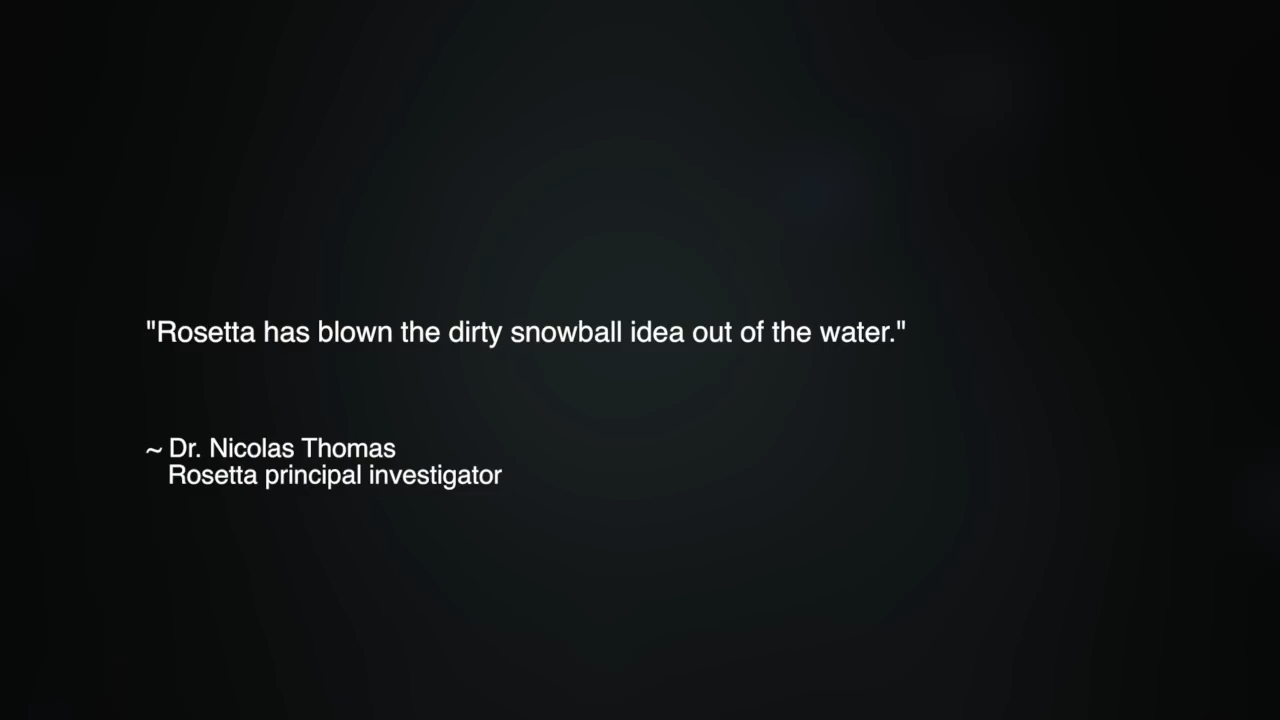 "Rosetta has blown the dirty snowball idea out of the water."
~ Dr. Nicolas Thomas
Rosetta principal investigator